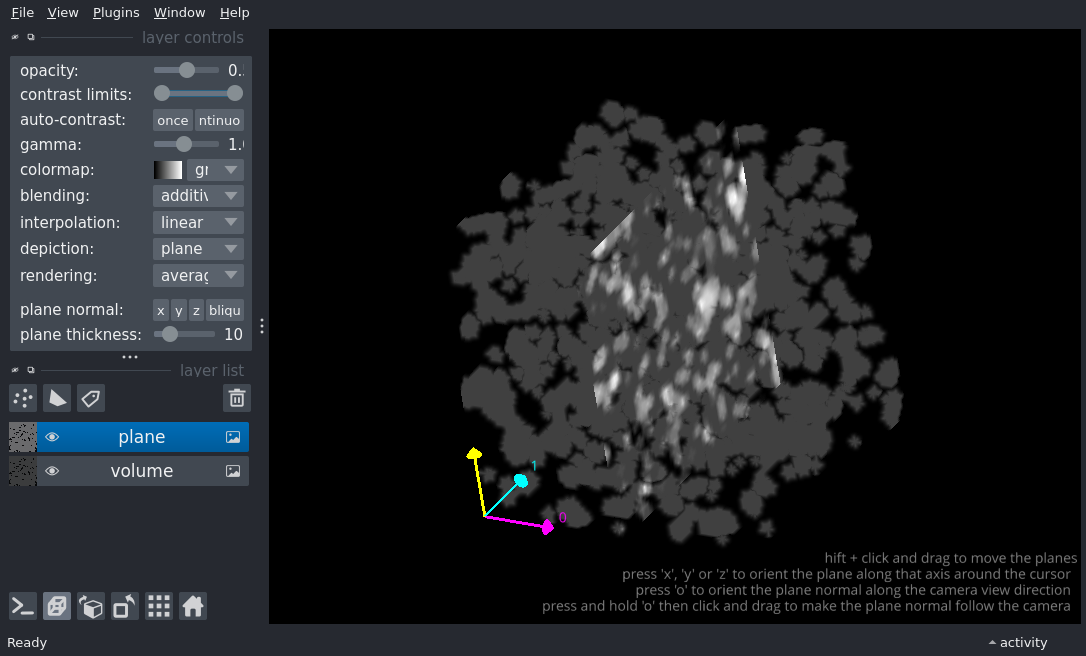 File View Plugins Window Help
layer controls
opacity: 0.
contrast limits:
auto-contrast: once ntinuo
gamma: 1.
colormap: gr
blending: additiv
interpolation: linear
depiction: plane
rendering: averag
plane normal: x y z bliqu
plane thickness: 10
layer list
plane
volume
1
0
hift + click and drag to move the planes
press 'x', 'y' or 'z' to orient the plane along that axis around the cursor
press 'o' to orient the plane normal along the camera view direction
press and hold 'o' then click and drag to make the plane normal follow the camera
Ready
activity